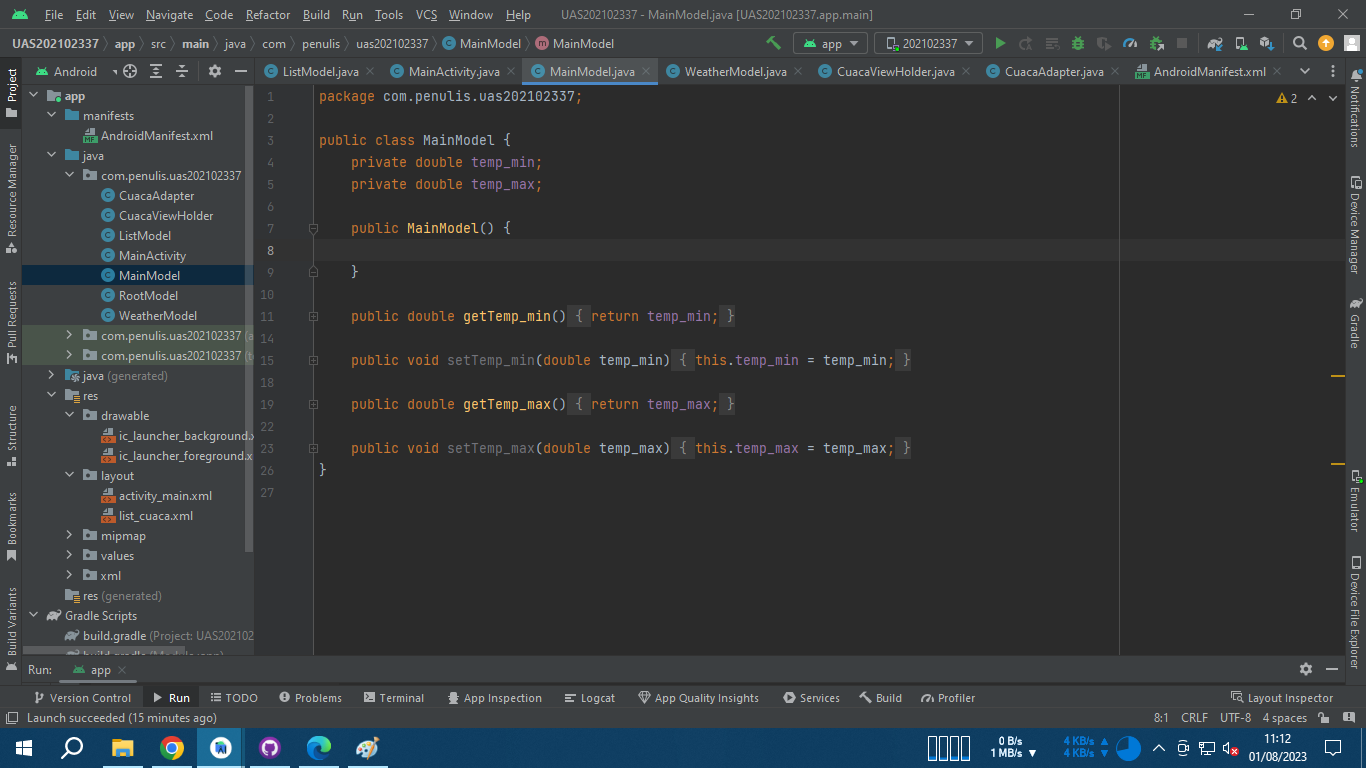 File Edit View Navigate Code Refactor Build Run Tools VCS Window Help UAS202102337 - MainModel.java [UAS202102337.app.main]
UAS202102337 app src main java com penulis uas202102337 MainModel MainModel app 202102337
Project
Resource Manager
Pull Requests
Structure
Bookmarks
Build Variants
Android
app
manifests
AndroidManifest.xml
java
com.penulis.uas202102337
CuacaAdapter
CuacaViewHolder
ListModel
MainActivity
MainModel
RootModel
WeatherModel
com.penulis.uas202102337
com.penulis.uas202102337
java (generated)
res
drawable
ic_launcher_background.x
ic_launcher_foreground.x
layout
activity_main.xml
list_cuaca.xml
mipmap
values
xml
res (generated)
Gradle Scripts
build.gradle (Project: UAS202102
ListModel.java MainActivity.java MainModel.java WeatherModel.java CuacaViewHolder.java CuacaAdapter.java AndroidManifest.xml
1 package com.penulis.uas202102337; 2
2
3 public class MainModel {
4 private double temp_min;
5 private double temp_max;
6
7 public MainModel() {
8
9 }
10
11 public double getTemp_min() { return temp_min; }
14
15 public void setTemp_min(double temp_min) { this.temp_min = temp_min; }
18
19 public double getTemp_max() { return temp_max; }
22
23 public void setTemp_max(double temp_max) { this.temp_max = temp_max; }
26 }
27
Notifications
Device Manager
Gradle
Emulator
Device File Explorer
Run: app
Version Control Run TODO Problems Terminal App Inspection Logcat App Quality Insights Services Build Profiler Layout Inspector
Launch succeeded (15 minutes ago) 8:1 CRLF UTF-8 4 spaces
0 B/s 4 KB/s 11:12
1 MB/s 4 KB/s 01/08/2023